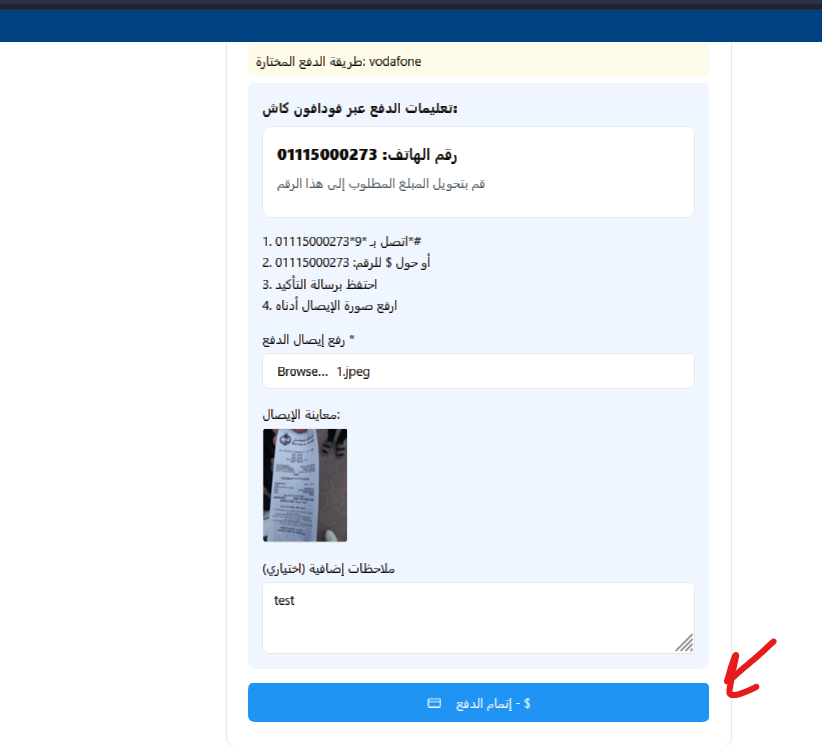 طريقة الدفع المختارة: vodafone
تعليمات الدفع عبر فودافون كاش:
رقم الهاتف: 01115000273
قم بتحويل المبلغ المطلوب إلى هذا الرقم
1. اتصل بـ *9*01115000273*#
2. أو حول $ للرقم: 01115000273
3. احتفظ برسالة التأكيد
4. ارفع صورة الإيصال أدناه
رفع إيصال الدفع *
Browse... 1.jpeg
معاينة الإيصال:
ملاحظات إضافية (اختياري)
test
إتمام الدفع - $